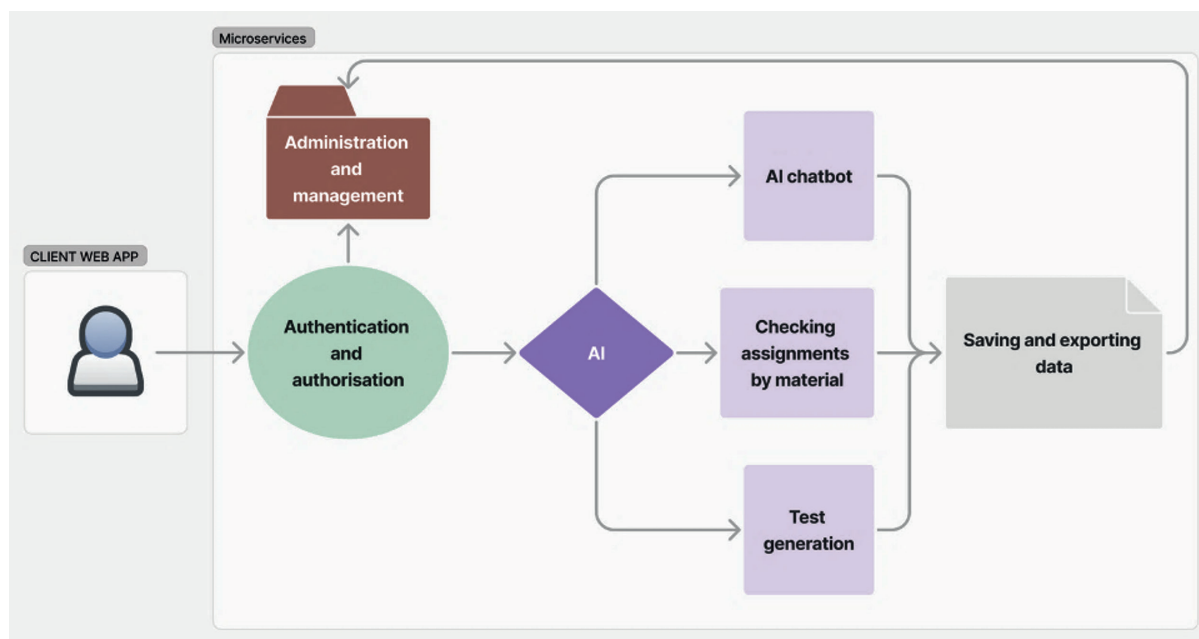 Microservices
Administration
and
management
CLIENT WEB APP
Authentication
and
authorisation
AI
AI chatbot
Checking
assignments
by material
Test
generation
Saving and exporting
data